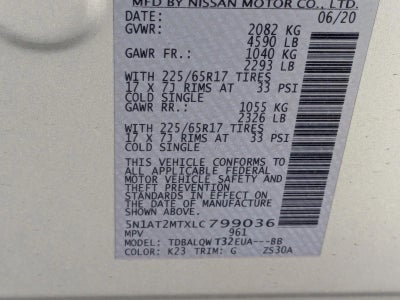 MFD BY NISSAN MOTOR CO., LTD.
DATE: 06/20
GVWR: 2082 KG
4590 LB
GAWR FR.: 1040 KG
2293 LB
WITH 225/65R17 TIRES
17 X 7J RIMS AT 33 PSI
COLD SINGLE
GAWR RR.: 1055 KG
2326 LB
WITH 225/65R17 TIRES
17 X 7J RIMS AT 33 PSI
COLD SINGLE
THIS VEHICLE CONFORMS TO
ALL APPLICABLE FEDERAL
MOTOR VEHICLE SAFETY AND
THEFT PREVENTION
STANDARDS IN EFFECT ON
THE DATE OF MANUFACTURE
SHOWN ABOVE.
5N1AT2MTXLC799036
MPV 961
MODEL: TDBALQW T32EUA---BB
COLOR: K23 TRIM: G ZS30A